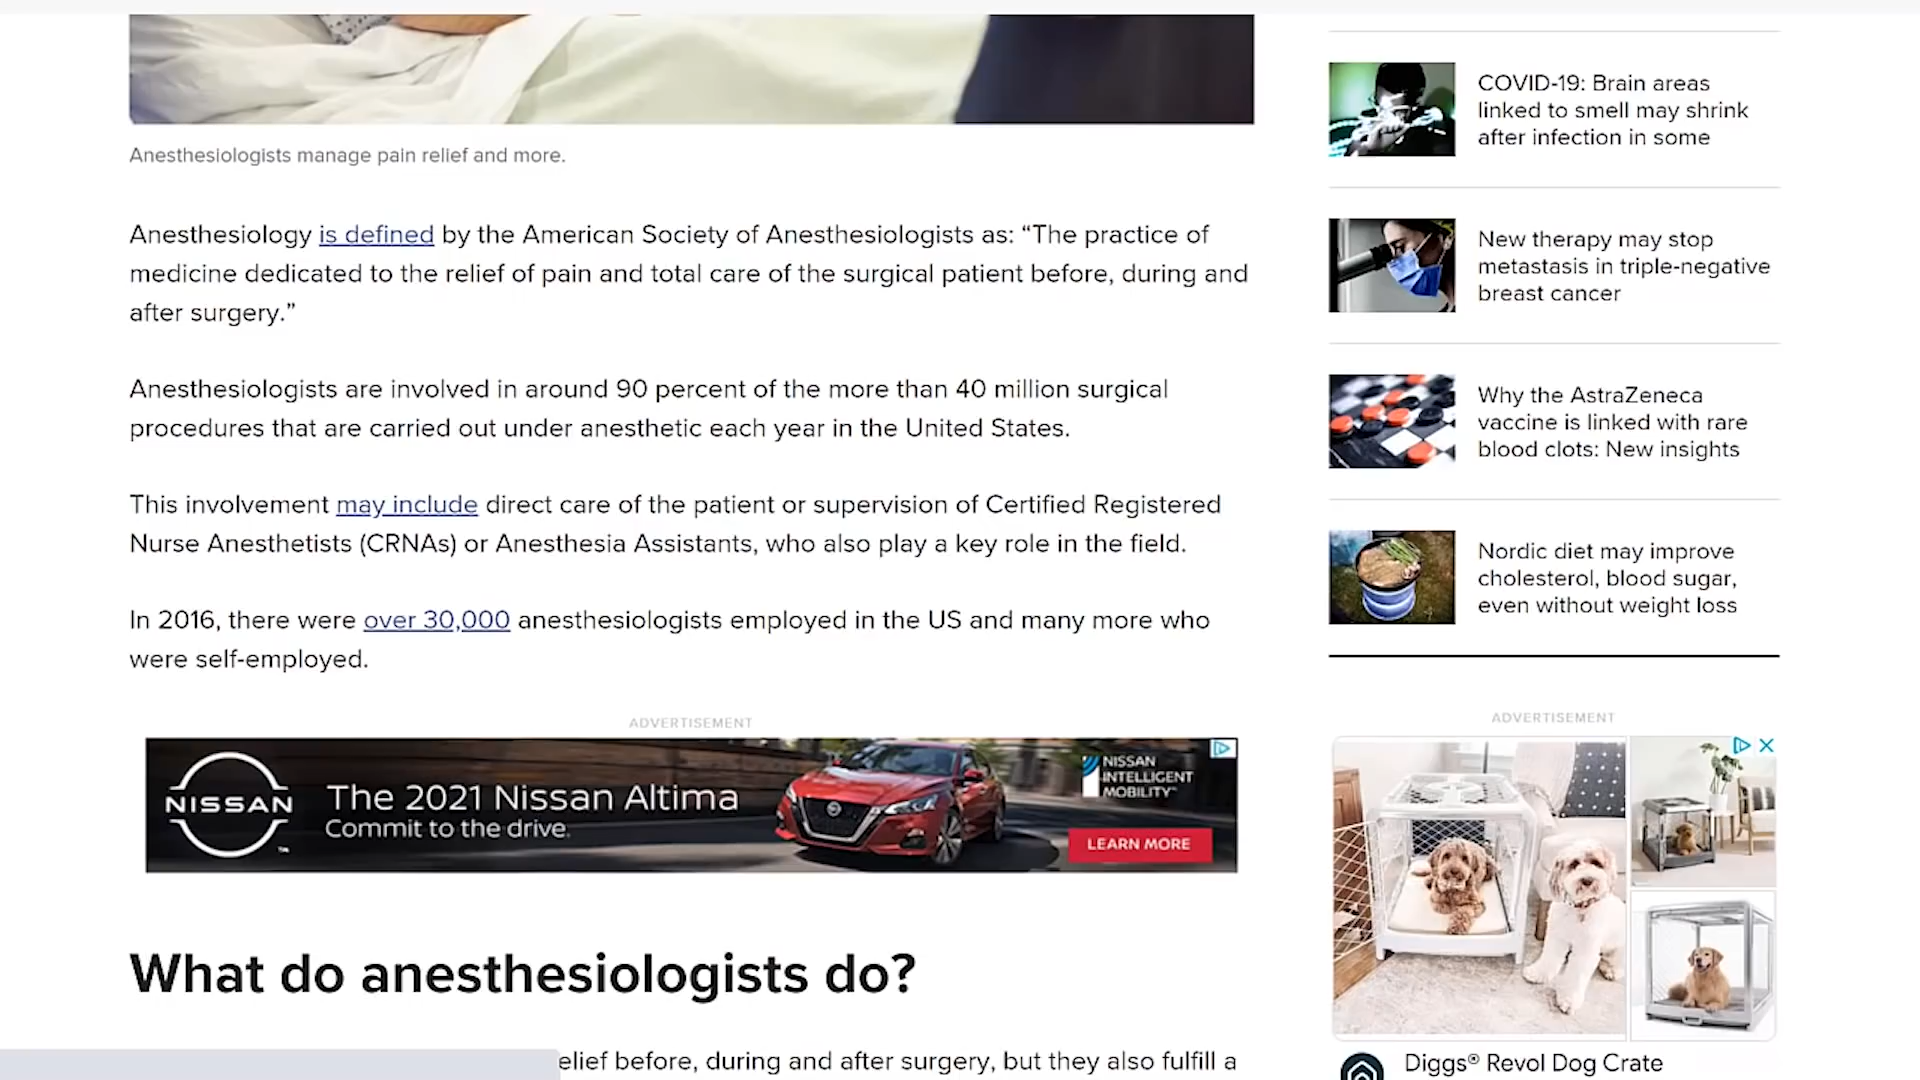 Anesthesiologists manage pain relief and more.
Anesthesiology is defined by the American Society of Anesthesiologists as: “The practice of
medicine dedicated to the relief of pain and total care of the surgical patient before, during and
after surgery.”
Anesthesiologists are involved in around 90 percent of the more than 40 million surgical
procedures that are carried out under anesthetic each year in the United States.
This involvement may include direct care of the patient or supervision of Certified Registered
Nurse Anesthetists (CRNAs) or Anesthesia Assistants, who also play a key role in the field.
In 2016, there were over 30,000 anesthesiologists employed in the US and many more who
were self-employed.
ADVERTISEMENT
NISSAN
The 2021 Nissan Altima
Commit to the drive.
NISSAN
INTELLIGENT
MOBILITY™
LEARN MORE
What do anesthesiologists do?
elief before, during and after surgery, but they also fulfill a
COVID-19: Brain areas
linked to smell may shrink
after infection in some
New therapy may stop
metastasis in triple-negative
breast cancer
Why the AstraZeneca
vaccine is linked with rare
blood clots: New insights
Nordic diet may improve
cholesterol, blood sugar,
even without weight loss
ADVERTISEMENT
Diggs® Revol Dog Crate